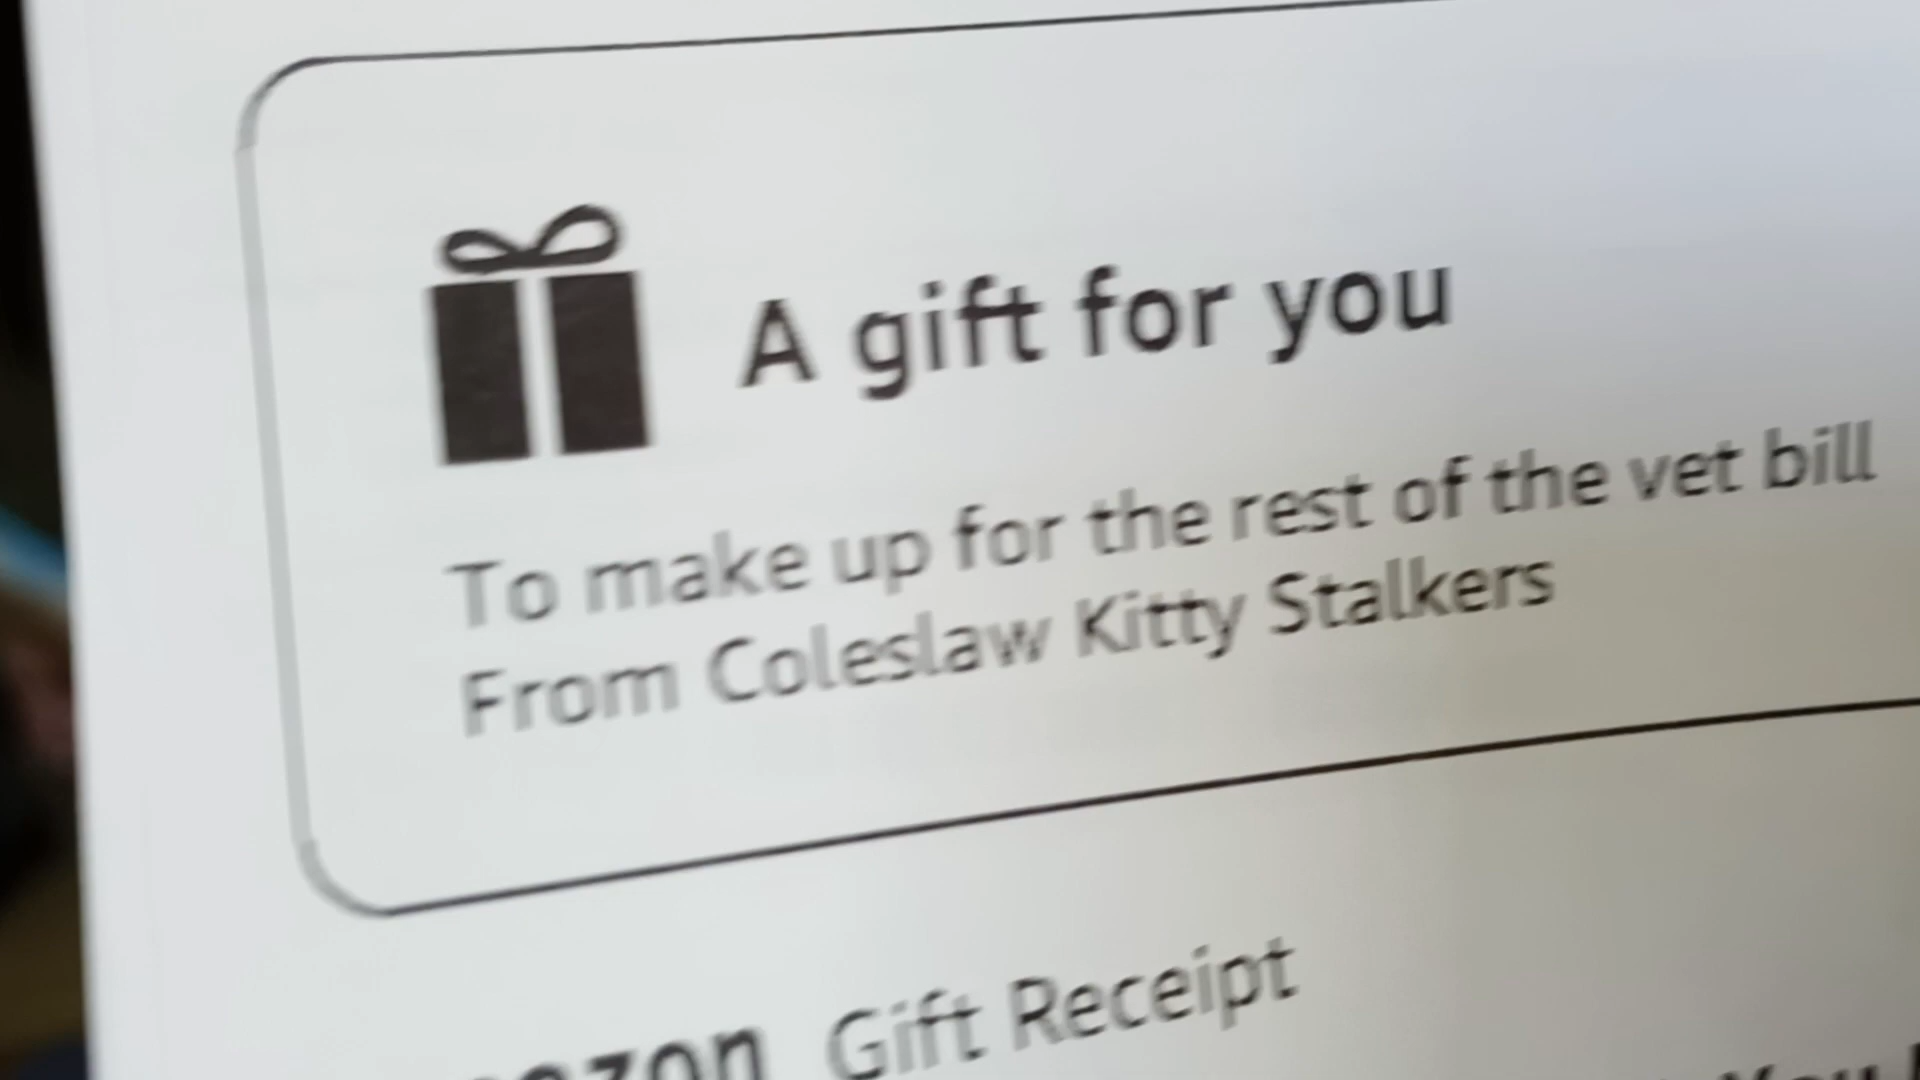 A gift for you
To make up for the rest of the vet bill
From Coleslaw Kitty Stalkers
Gift Receipt